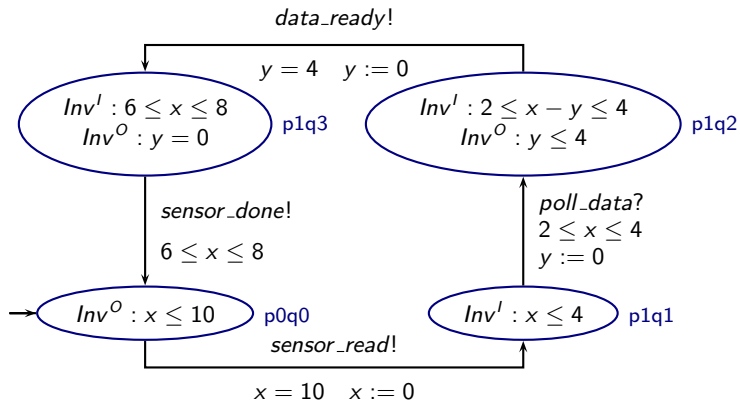 data_ready!
y = 4 y := 0
Inv^I : 6 ≤ x ≤ 8
Inv^O : y = 0
p1q3
Inv^I : 2 ≤ x − y ≤ 4
Inv^O : y ≤ 4
p1q2
sensor_done!
6 ≤ x ≤ 8
poll_data?
2 ≤ x ≤ 4
y := 0
Inv^O : x ≤ 10
p0q0
Inv^I : x ≤ 4
p1q1
sensor_read!
x = 10 x := 0